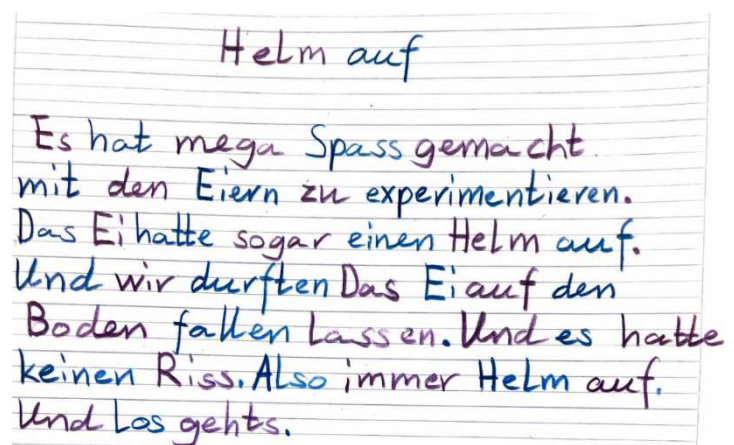 Helm auf
Es hat mega Spass gemacht
mit den Eiern zu experimentieren.
Das Ei hatte sogar einen Helm auf.
Und wir durften Das Ei auf den
Boden fallen Lassen. Und es hatte
keinen Riss. Also immer Helm auf.
Und Los gehts.